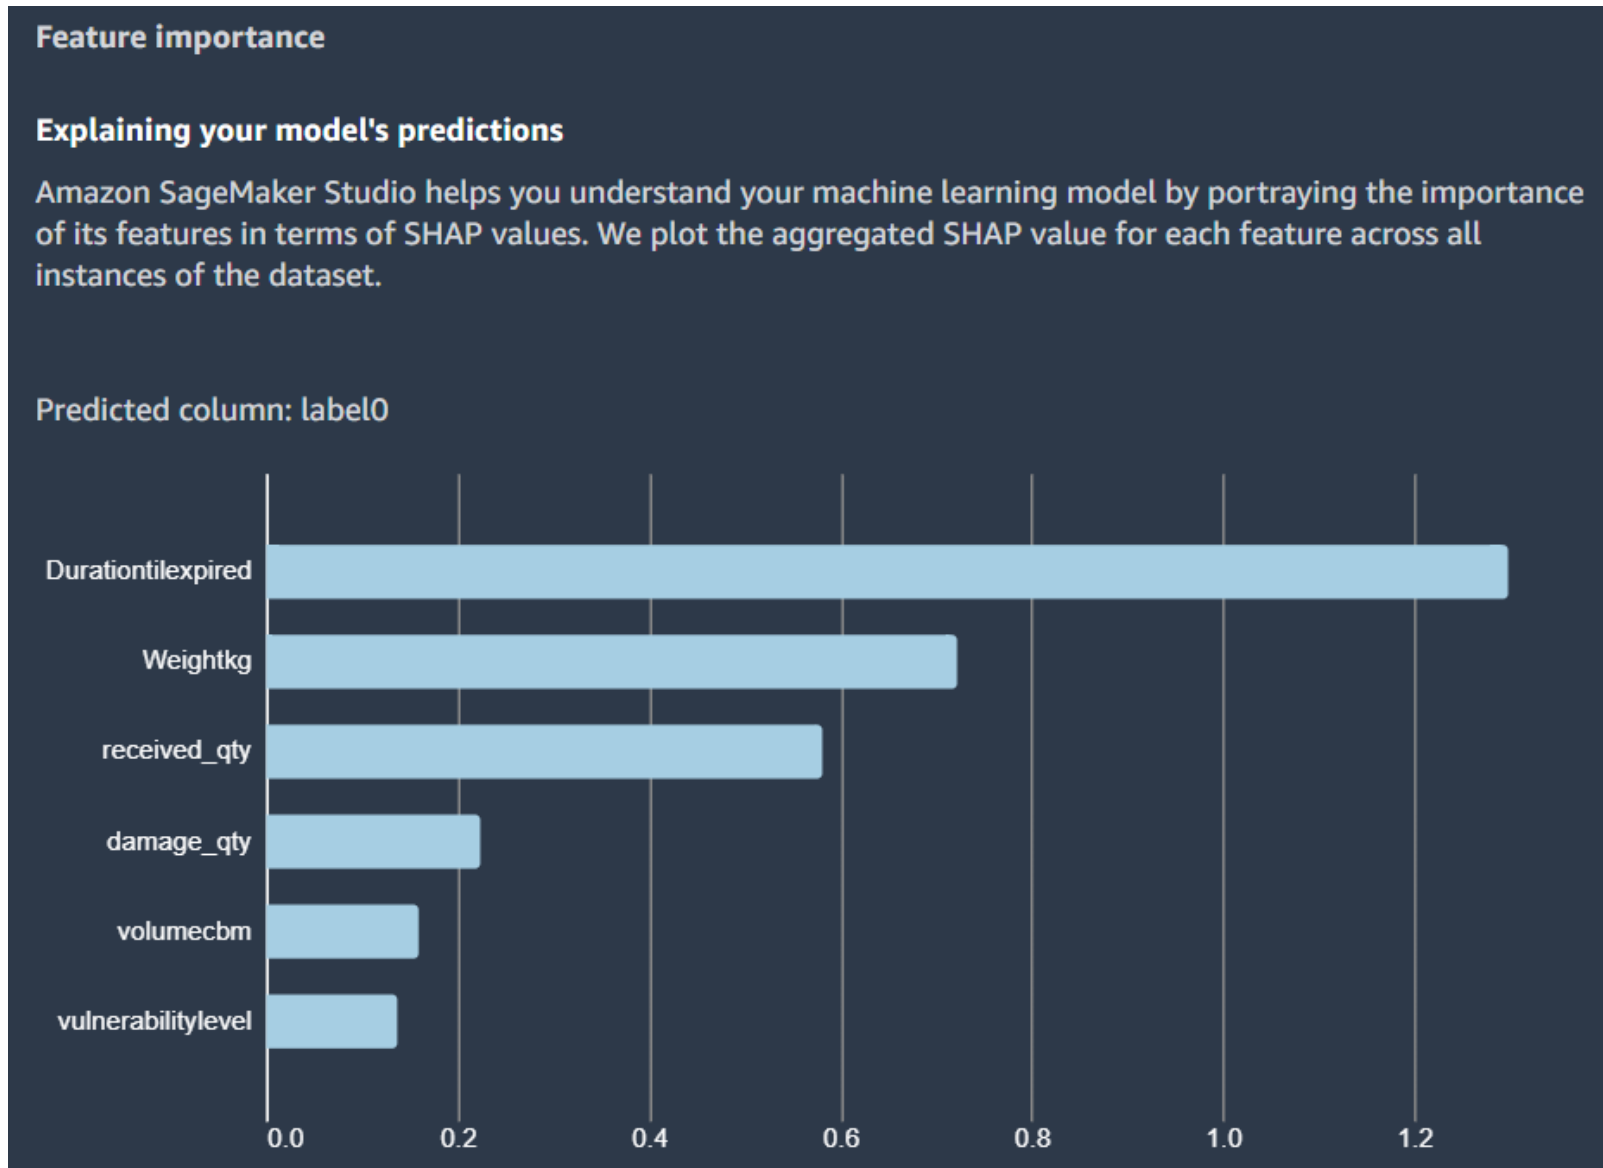 Feature importance
Explaining your model's predictions
Amazon SageMaker Studio helps you understand your machine learning model by portraying the importance
of its features in terms of SHAP values. We plot the aggregated SHAP value for each feature across all
instances of the dataset.
Predicted column: label0
Durationtilexpired
Weightkg
received_qty
damage_qty
volumecbm
vulnerabilitylevel
0.0 0.2 0.4 0.6 0.8 1.0 1.2